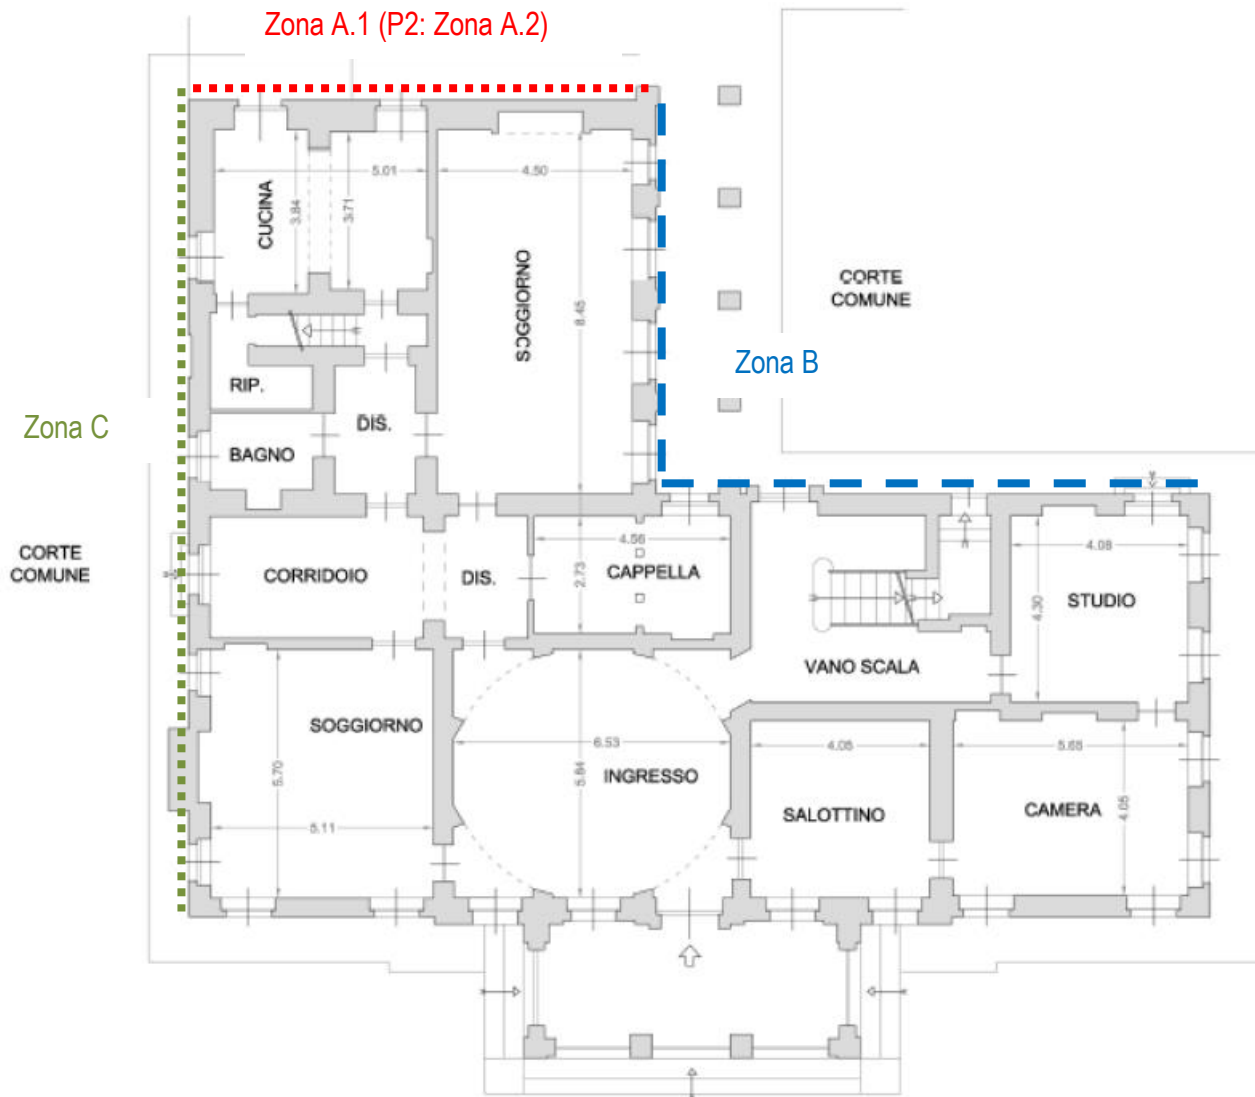 Zona A.1 (P2: Zona A.2)
5.01
4.50
CUCINA
3.84
3.71
SOGGIORNO
8.45
CORTE
COMUNE
Zona B
RIP.
DIS.
Zona C
BAGNO
CORTE
COMUNE
CORRIDOIO
DIS.
4.56
2.73
CAPPELLA
4.08
4.30
STUDIO
VANO SCALA
SOGGIORNO
5.70
5.11
6.53
5.84
INGRESSO
4.05
SALOTTINO
5.65
4.05
CAMERA